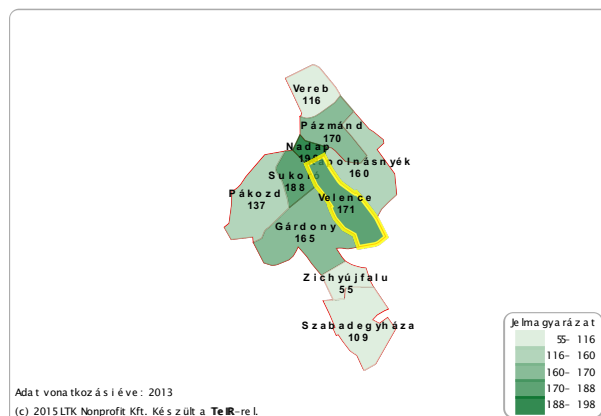 Vereb
116
Pázmánd
170
Nadap
Kápolnásnyék
160
Sukoró
188
Velence
171
Pákozd
137
Gárdony
165
Zichyújfalu
55
Szabadegyháza
109
Jelmagyarázat
55- 116
116- 160
160- 170
170- 188
188- 198
Adat vonatkozási éve: 2013
(c) 2015 LTK Nonprofit Kft. Készült a TeIR-rel.